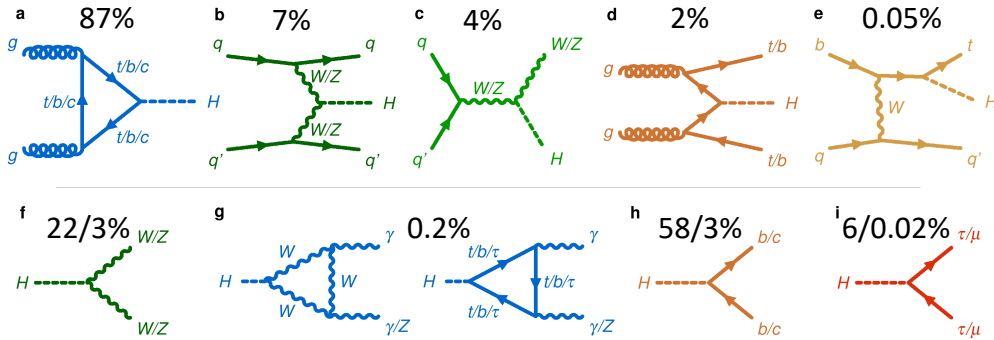 a 87%
g
t/b/c
t/b/c
H
t/b/c
g
b 7%
q q
W/Z
H
W/Z
q' q'
c 4%
q W/Z
W/Z
q' H
d 2%
t/b
g
H
g
t/b
e 0.05%
b t
H
W
q q'
f 22/3%
W/Z
H
W/Z
g 0.2%
W γ
H W
W γ/Z
t/b/τ γ
H t/b/τ
t/b/τ γ/Z
h 58/3%
b/c
H
b/c
i 6/0.02%
τ/μ
H
τ/μ